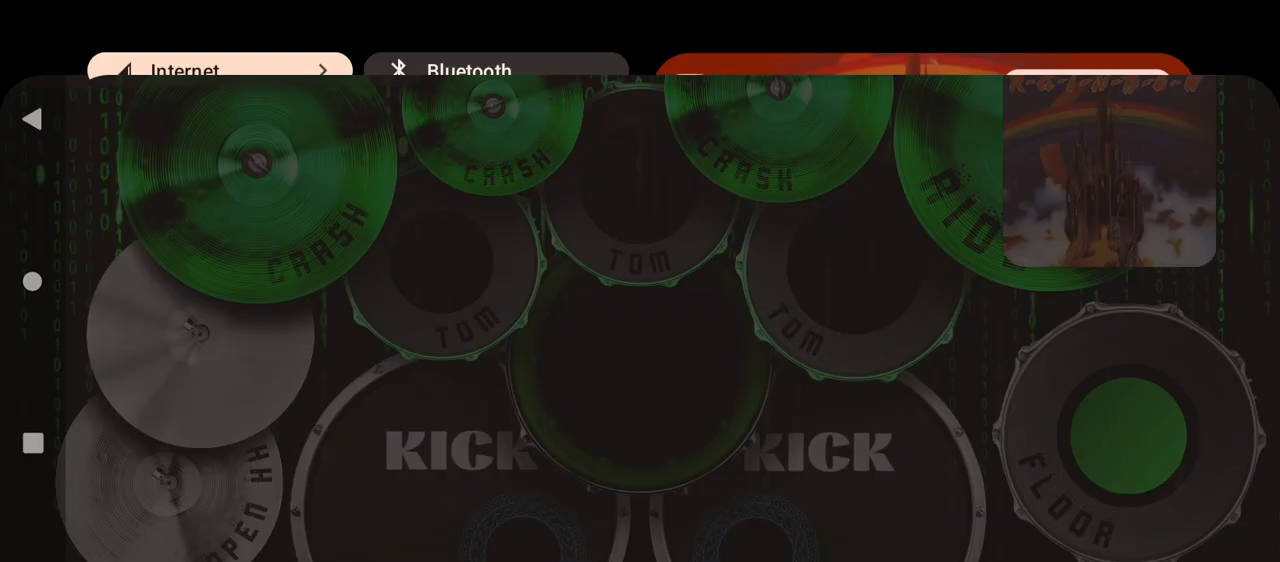 Internet
Bluetooth
R·A·I·N·B·O·W
CRASH
CRASH
CRASH
RIDE
TOM
TOM
TOM
KICK
KICK
OPEN HH
FLOOR